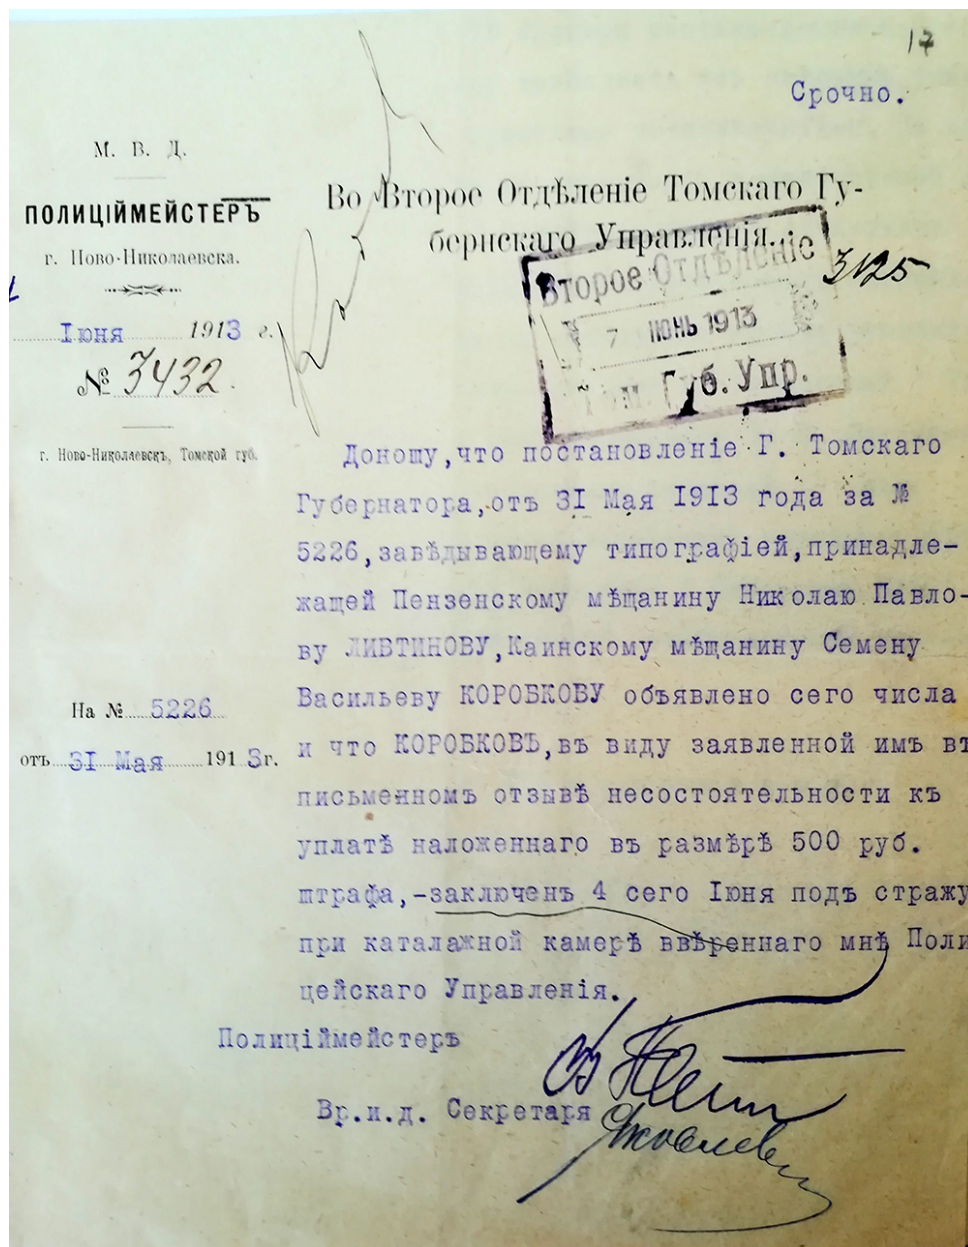 17
Срочно.
М. В. Д.
ПОЛИЦІЙМЕЙСТЕРЪ
г. Ново-Николаевска.
Іюня 1913 г.
№ 3432.
г. Ново-Николаевскъ, Томской губ.
Во Второе Отдѣленіе Томскаго Гу-
бернскаго Управленія.
3125
Второе Отдѣленіе
7 ІЮНЬ 1913
Том. Губ. Упр.
Доношу,что постановленіе Г. Томскаго
Губернатора,отъ 31 Мая 1913 года за №
5226,завѣдывающему типографіей,принадле-
жащей Пензенскому мѣщанину Николаю Павло-
ву ЛИВТИНОВУ,Каинскому мѣщанину Семену
Васильеву КОРОБКОВУ объявлено сего числа
и что КОРОБКОВЪ,въ виду заявленной имъ въ
письменномъ отзывѣ несостоятельности къ
уплатѣ наложеннаго въ размѣрѣ 500 руб.
штрафа,-заключенъ 4 сего Іюня подъ стражу
при каталажной камерѣ ввѣреннаго мнѣ Поли
цейскаго Управленія.
На № 5226
отъ 31 Мая 1913г.
Полиціймейстеръ
Вр.и.д. Секретаря